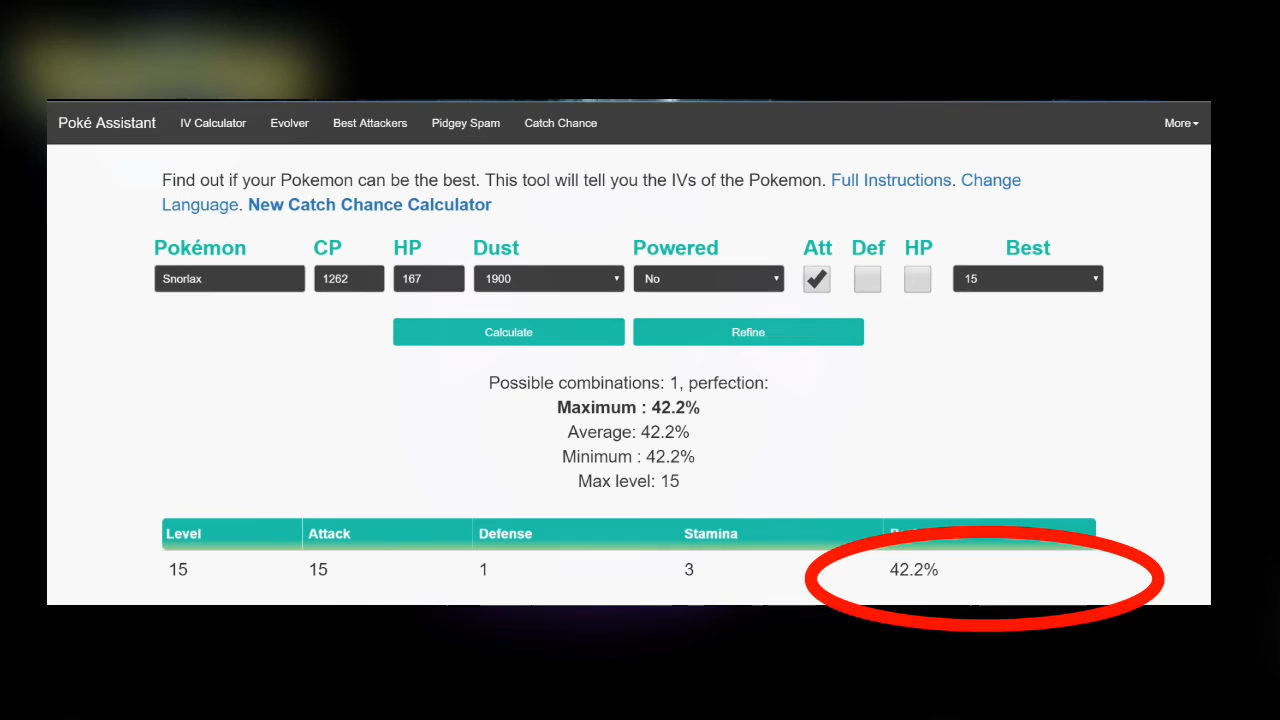 Poké Assistant IV Calculator Evolver Best Attackers Pidgey Spam Catch Chance More
Find out if your Pokemon can be the best. This tool will tell you the IVs of the Pokemon. Full Instructions. Change
Language. New Catch Chance Calculator
Pokémon CP HP Dust Powered Att Def HP Best
Snorlax 1262 167 1900 No 15
Calculate Refine
Possible combinations: 1, perfection:
Maximum : 42.2%
Average: 42.2%
Minimum : 42.2%
Max level: 15
Level Attack Defense Stamina
15 15 1 3 42.2%